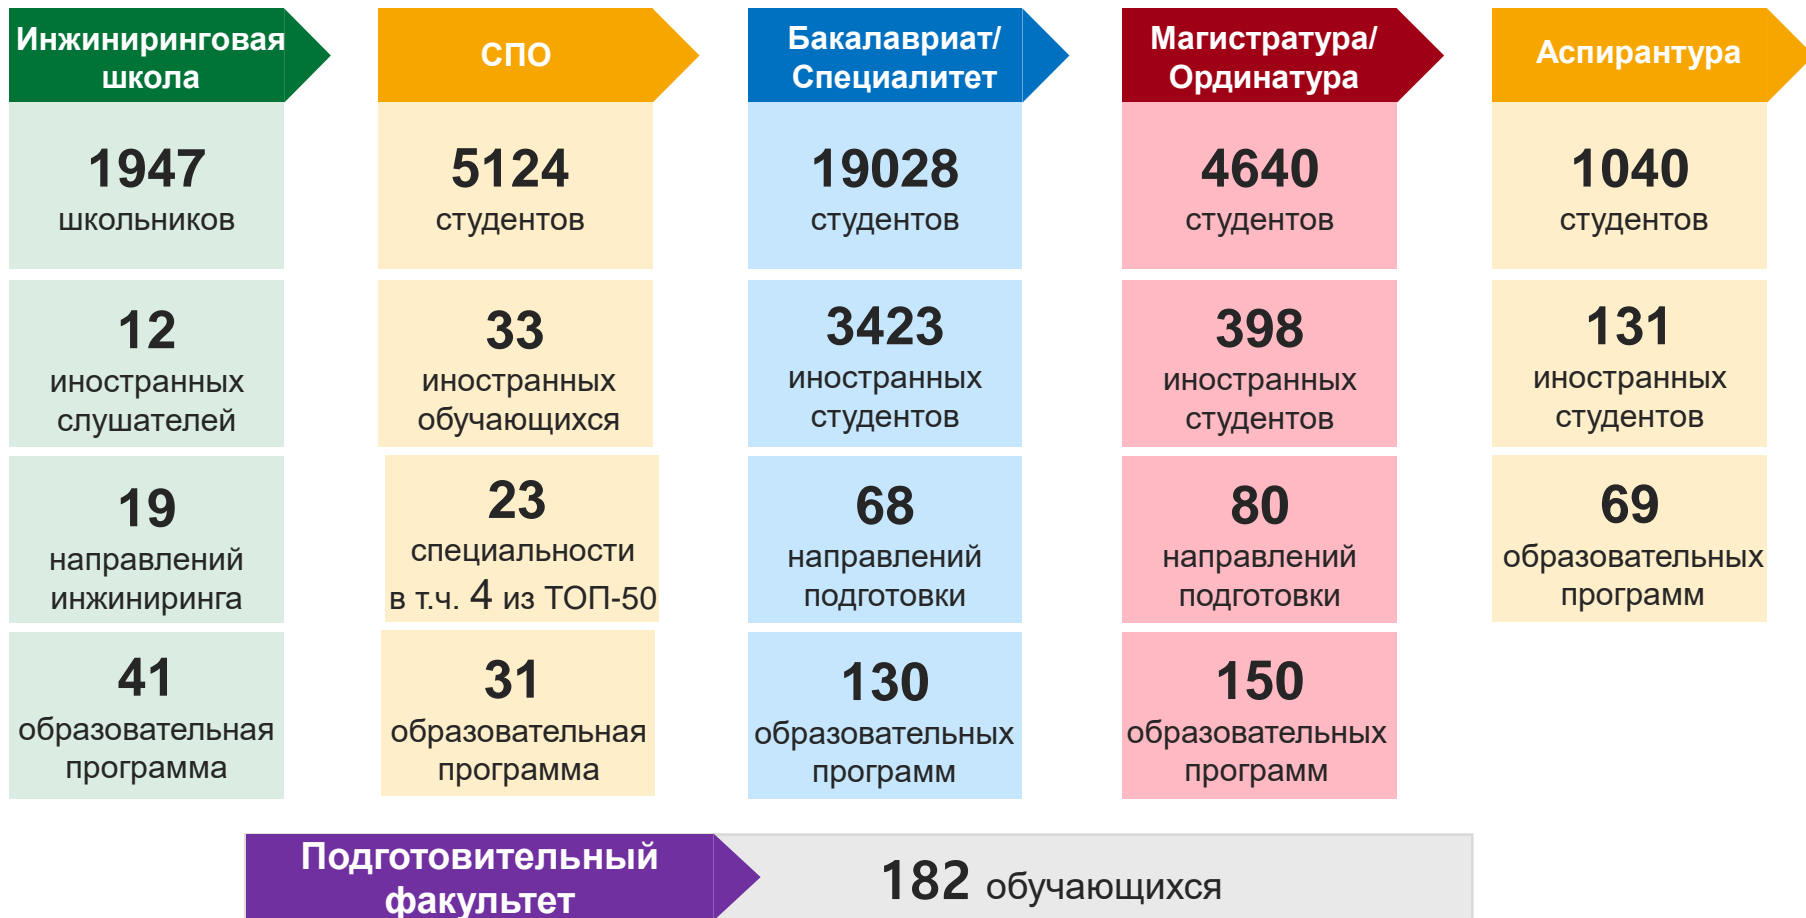 Инжиниринговая
школа
1947
школьников
12
иностранных
слушателей
19
направлений
инжиниринга
41
образовательная
программа
СПО
5124
студентов
33
иностранных
обучающихся
23
специальности
в т.ч. 4 из ТОП-50
31
образовательная
программа
Бакалавриат/
Специалитет
19028
студентов
3423
иностранных
студентов
68
направлений
подготовки
130
образовательных
программ
Магистратура/
Ординатура
4640
студентов
398
иностранных
студентов
80
направлений
подготовки
150
образовательных
программ
Аспирантура
1040
студентов
131
иностранных
студентов
69
образовательных
программ
Подготовительный
факультет
182 обучающихся